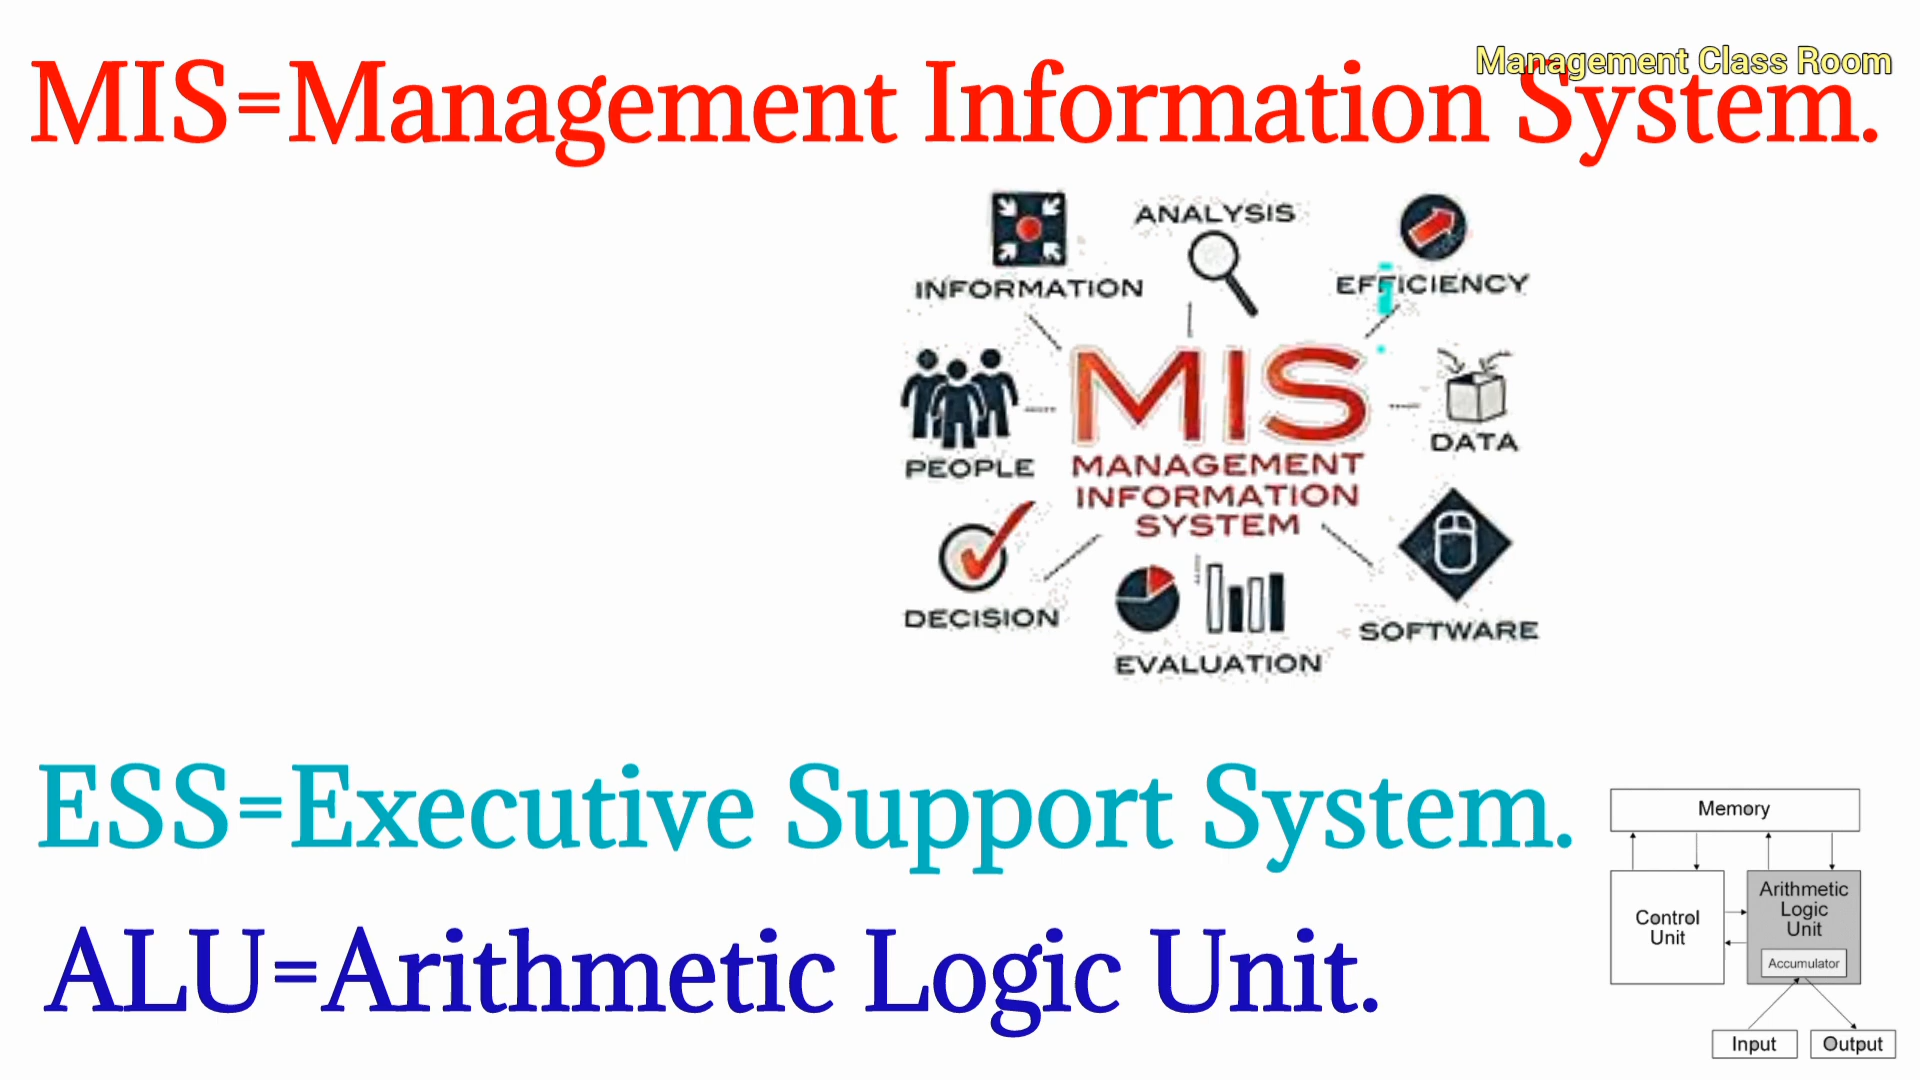 Management Class Room
MIS=Management Information System.
ANALYSIS
INFORMATION
EFFICIENCY
MIS
PEOPLE
DATA
MANAGEMENT
INFORMATION
SYSTEM
DECISION
SOFTWARE
EVALUATION
ESS=Executive Support System.
ALU=Arithmetic Logic Unit.
Memory
Control
Unit
Arithmetic
Logic
Unit
Accumulator
Input
Output